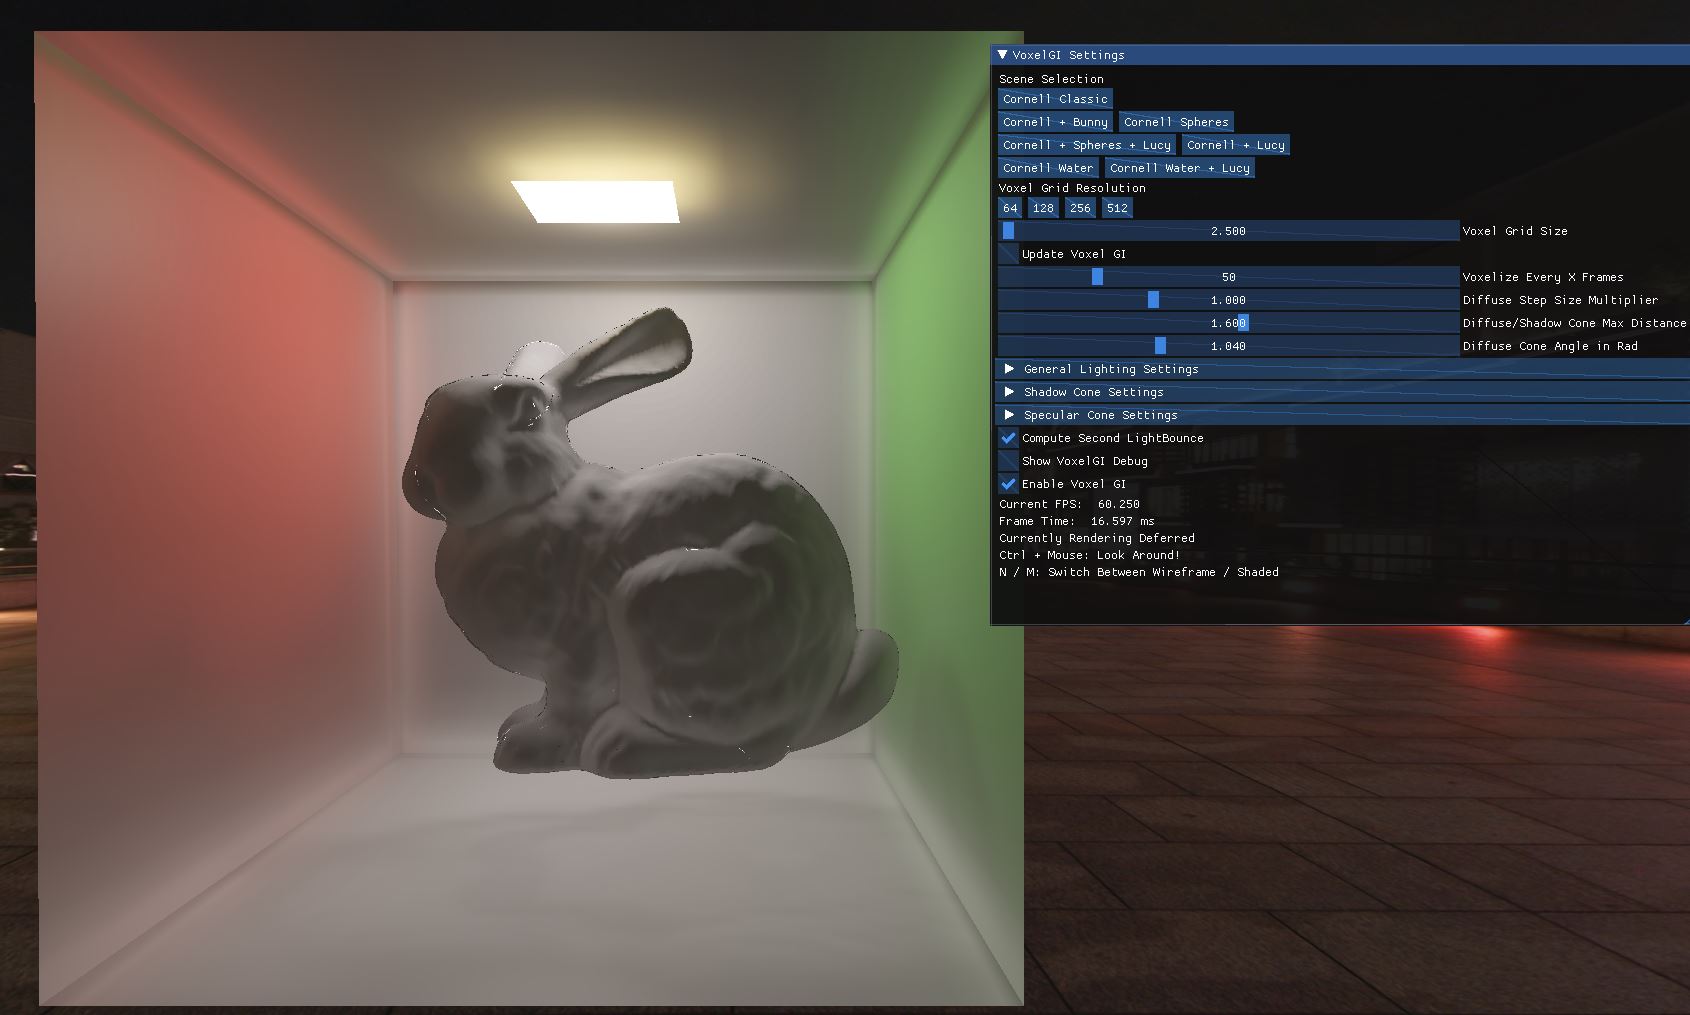 VoxelGI Settings
Scene Selection
Cornell Classic
Cornell + Bunny Cornell Spheres
Cornell + Spheres + Lucy Cornell + Lucy
Cornell Water Cornell Water + Lucy
Voxel Grid Resolution
64 128 256 512
2.500 Voxel Grid Size
Update Voxel GI
50 Voxelize Every X Frames
1.000 Diffuse Step Size Multiplier
1.600 Diffuse/Shadow Cone Max Distance
1.040 Diffuse Cone Angle in Rad
General Lighting Settings
Shadow Cone Settings
Specular Cone Settings
Compute Second LightBounce
Show VoxelGI Debug
Enable Voxel GI
Current FPS: 60.250
Frame Time: 16.597 ms
Currently Rendering Deferred
Ctrl + Mouse: Look Around!
N / M: Switch Between Wireframe / Shaded